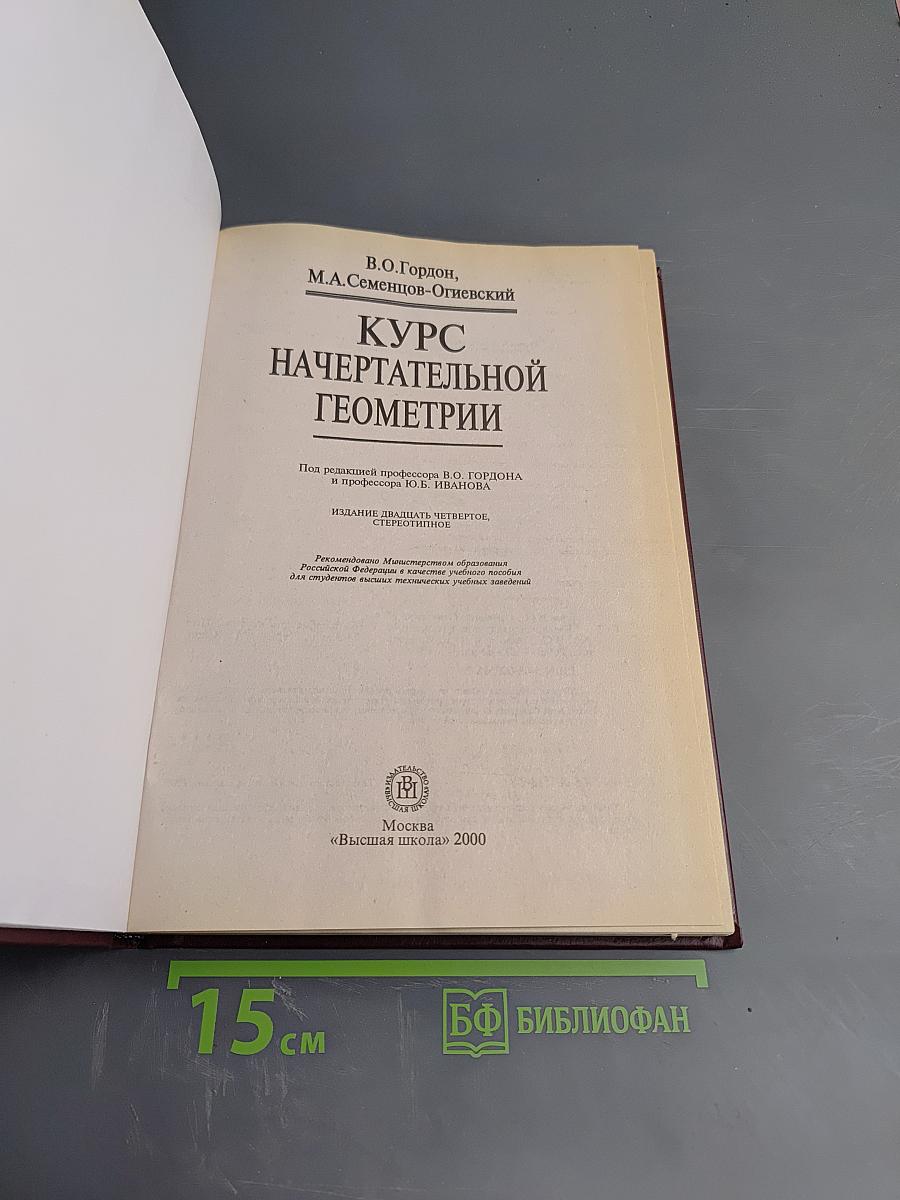 В.О.Гордон,
М.А.Семенцов-Огиевский
КУРС
НАЧЕРТАТЕЛЬНОЙ
ГЕОМЕТРИИ
Под редакцией профессора В.О. ГОРДОНА
и профессора Ю.Б. ИВАНОВА
ИЗДАНИЕ ДВАДЦАТЬ ЧЕТВЕРТОЕ,
СТЕРЕОТИПНОЕ
Рекомендовано Министерством образования
Российской Федерации в качестве учебного пособия
для студентов высших технических учебных заведений
ИЗДАТЕЛЬСТВО
ВЫСШАЯ ШКОЛА
ВШ
Москва
«Высшая школа» 2000
15 см
БФ БИБЛИОФАН